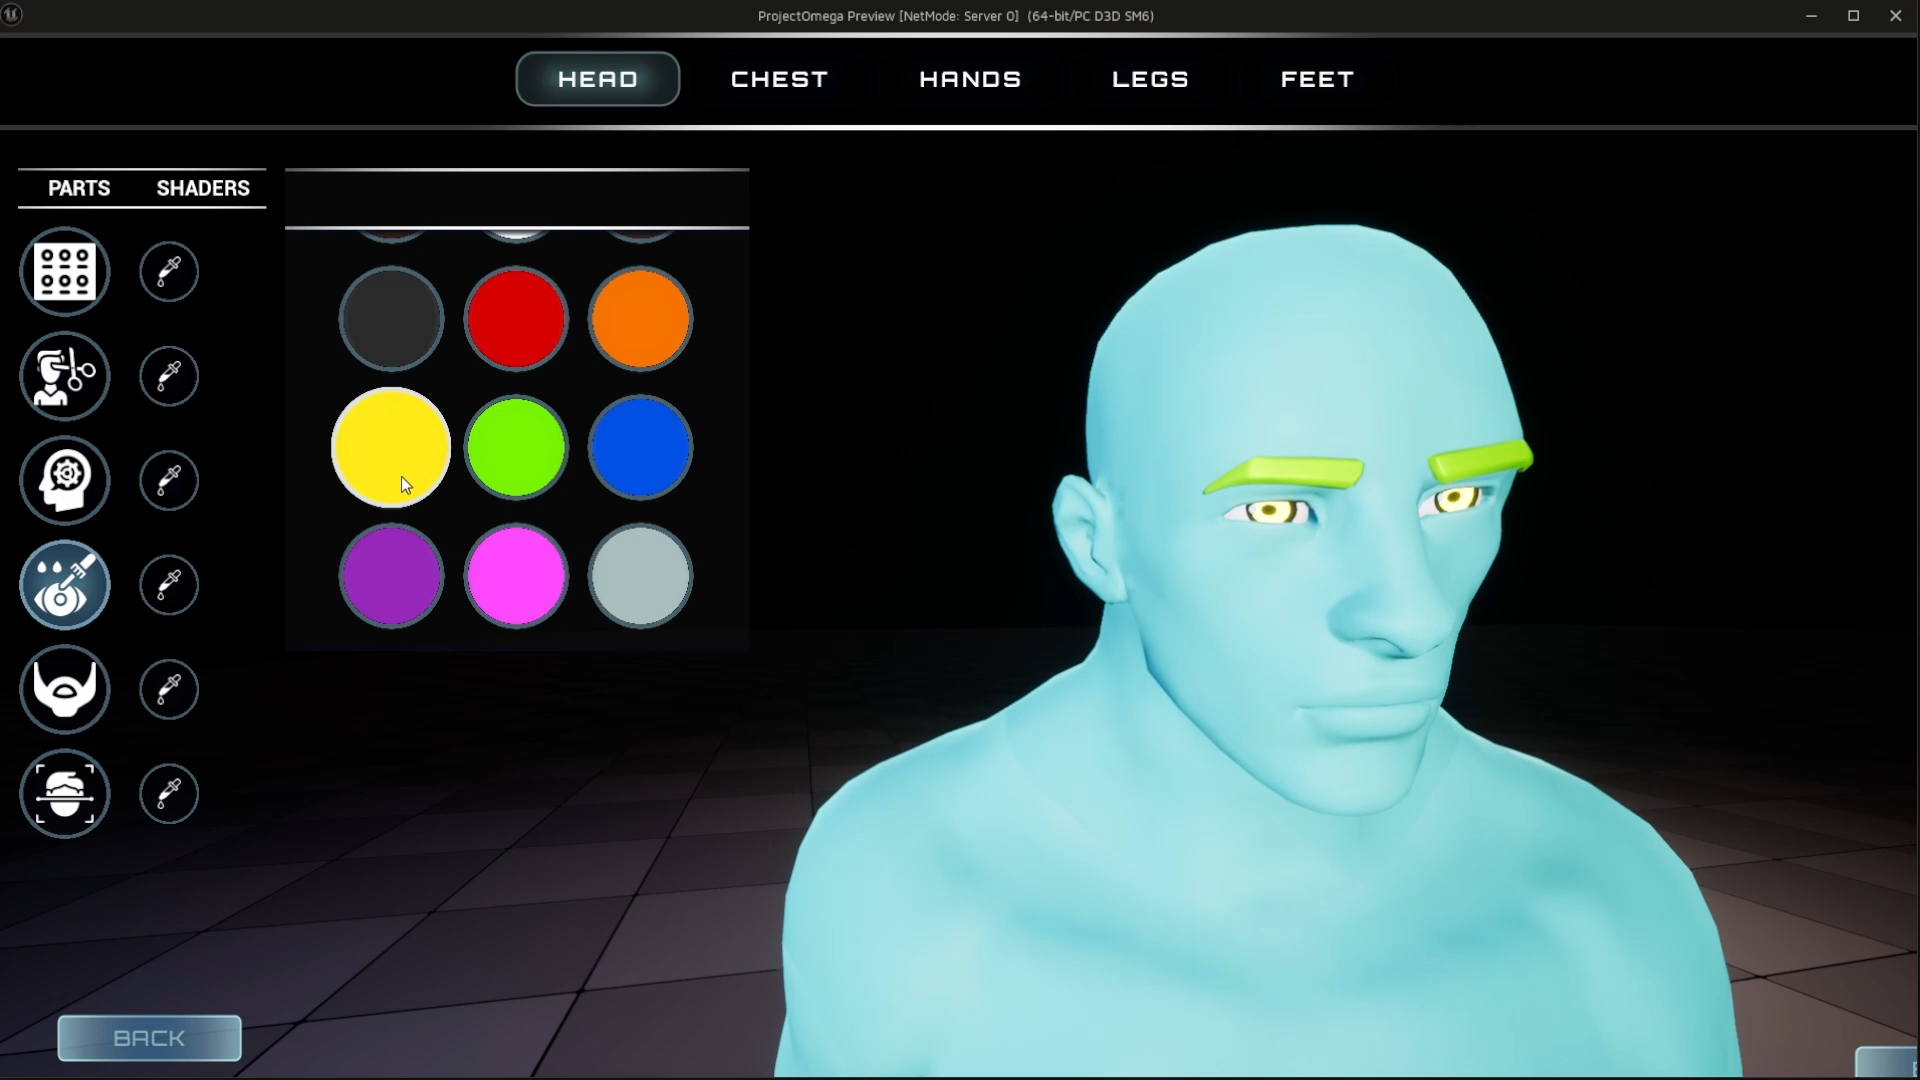 ProjectOmega Preview [NetMode: Server 0] (64-bit/PC D3D SM6)
HEAD CHEST HANDS LEGS FEET
PARTS SHADERS
BACK